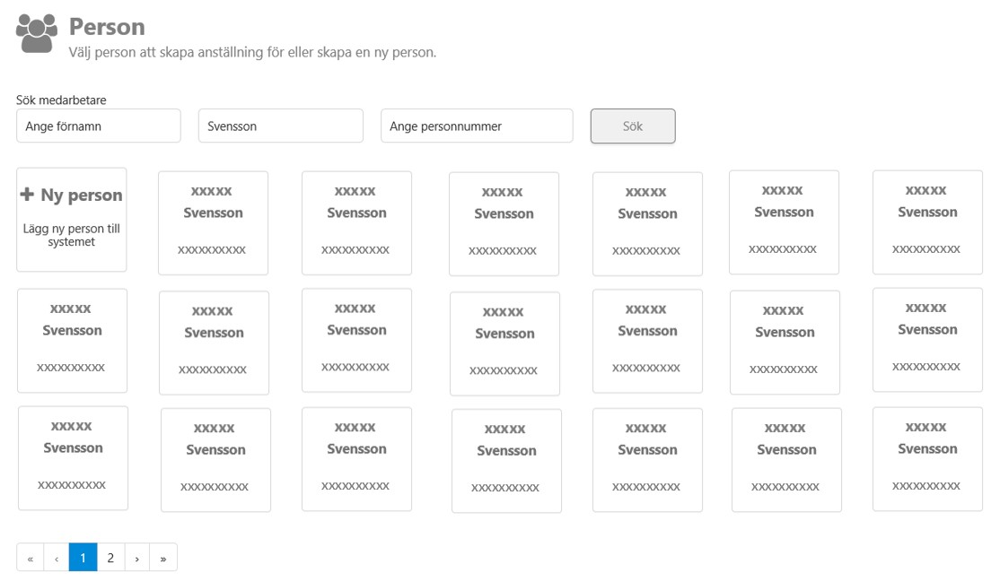 Person
Välj person att skapa anställning för eller skapa en ny person.
Sök medarbetare
Ange förnamn Svensson Ange personnummer Sök
+ Ny person
Lägg ny person till
systemet
xxxxx
Svensson
xxxxxxxxxx
xxxxx
Svensson
xxxxxxxxxx
xxxxx
Svensson
xxxxxxxxxx
xxxxx
Svensson
xxxxxxxxxx
xxxxx
Svensson
xxxxxxxxxx
xxxxx
Svensson
xxxxxxxxxx
xxxxx
Svensson
xxxxxxxxxx
xxxxx
Svensson
xxxxxxxxxx
xxxxx
Svensson
xxxxxxxxxx
xxxxx
Svensson
xxxxxxxxxx
xxxxx
Svensson
xxxxxxxxxx
xxxxx
Svensson
xxxxxxxxxx
xxxxx
Svensson
xxxxxxxxxx
xxxxx
Svensson
xxxxxxxxxx
xxxxx
Svensson
xxxxxxxxxx
xxxxx
Svensson
xxxxxxxxxx
xxxxx
Svensson
xxxxxxxxxx
xxxxx
Svensson
xxxxxxxxxx
xxxxx
Svensson
xxxxxxxxxx
xxxxx
Svensson
xxxxxxxxxx
« ‹ 1 2 › »